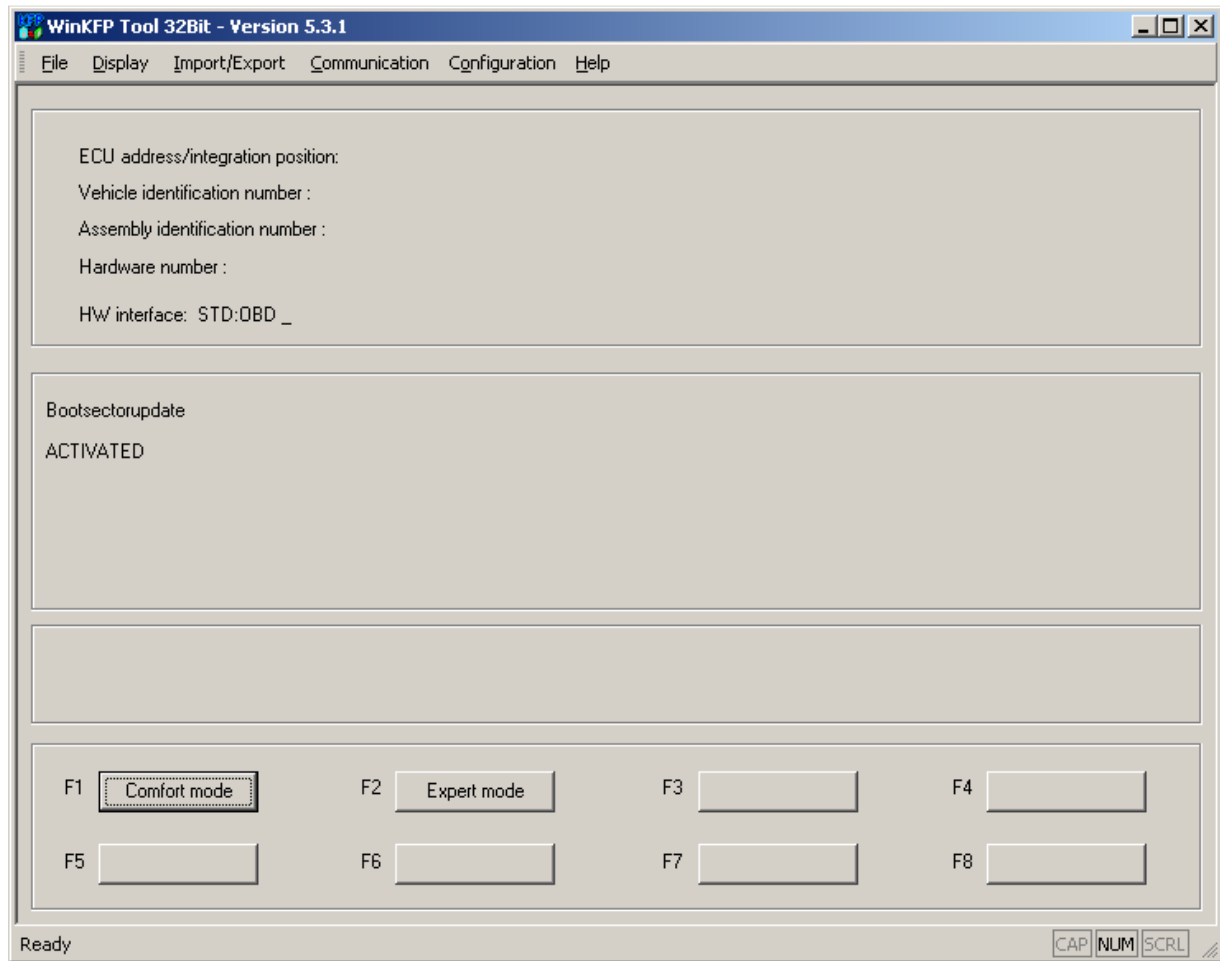 WinKFP Tool 32Bit - Version 5.3.1
File Display Import/Export Communication Configuration Help
ECU address/integration position:
Vehicle identification number :
Assembly identification number :
Hardware number :
HW interface: STD:OBD _
Bootsectorupdate
ACTIVATED
F1 Comfort mode F2 Expert mode F3 F4
F5 F6 F7 F8
Ready CAP NUM SCRL